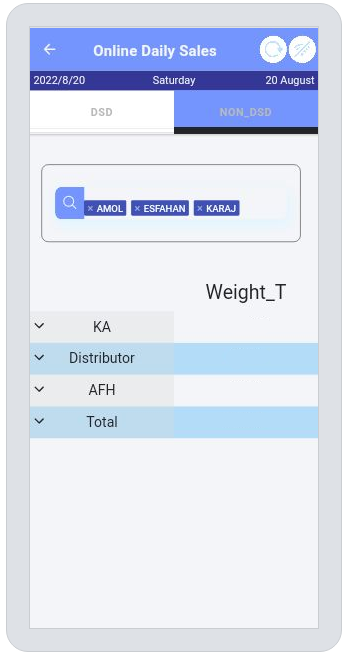 Online Daily Sales
2022/8/20 Saturday 20 August
DSD NON_DSD
× AMOL × ESFAHAN × KARAJ
Weight_T
KA
Distributor
AFH
Total